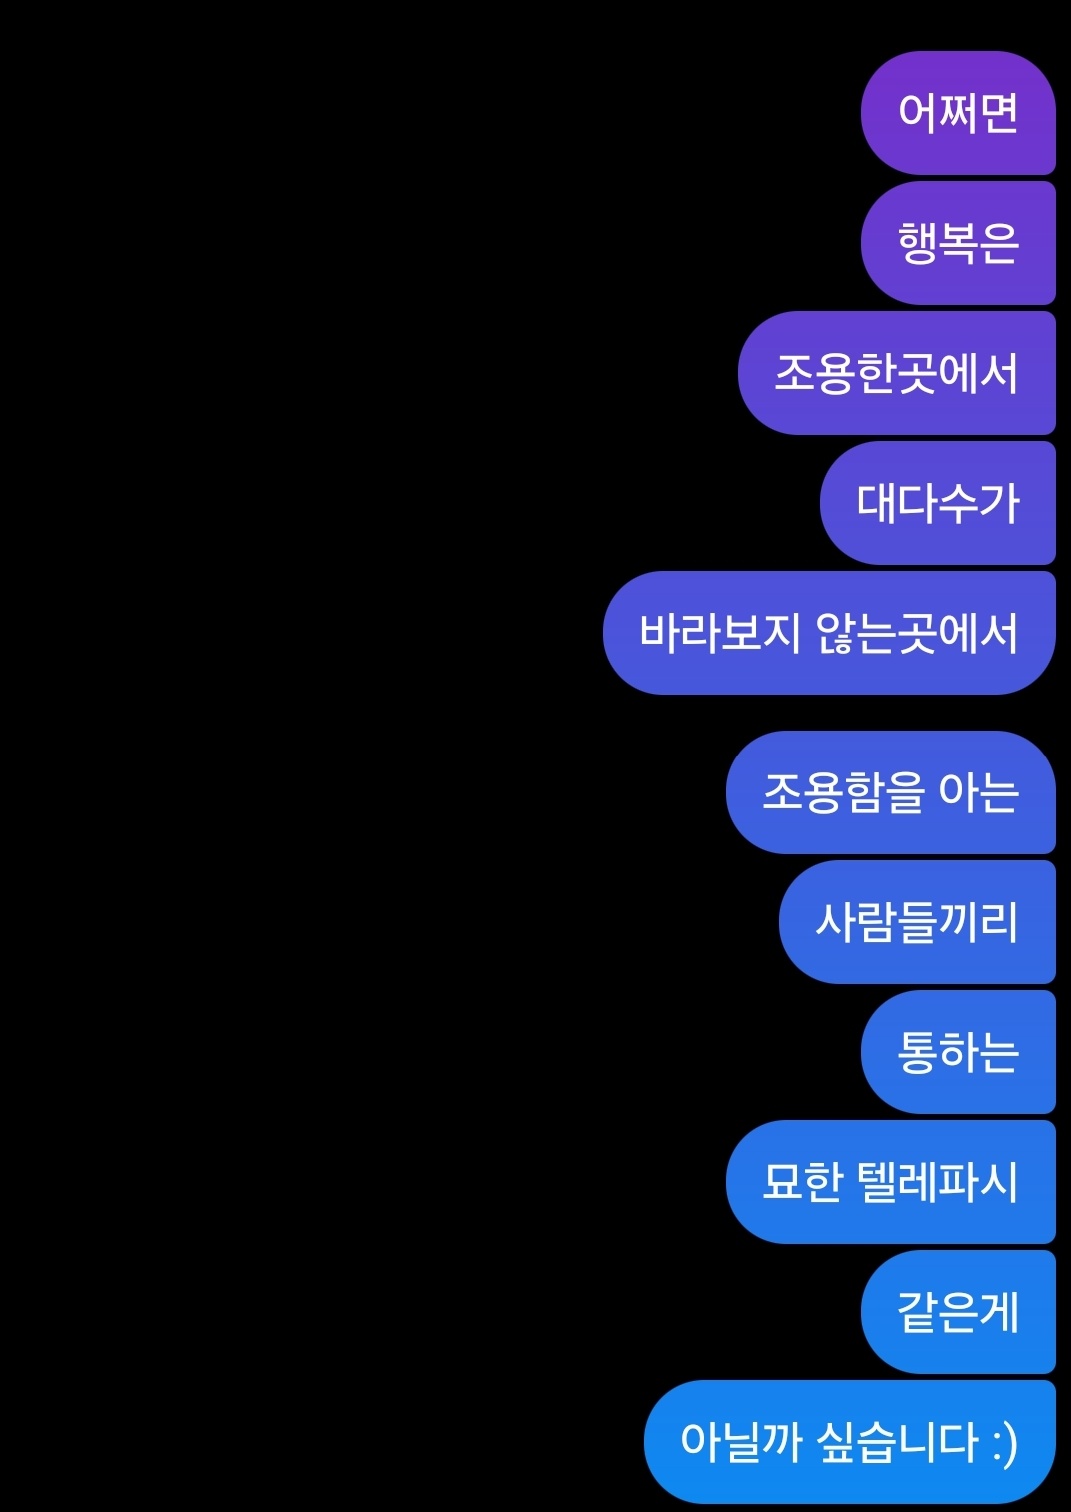 어쩌면
행복은
조용한곳에서
대다수가
바라보지 않는곳에서
조용함을 아는
사람들끼리
통하는
묘한 텔레파시
같은게
아닐까 싶습니다 :)